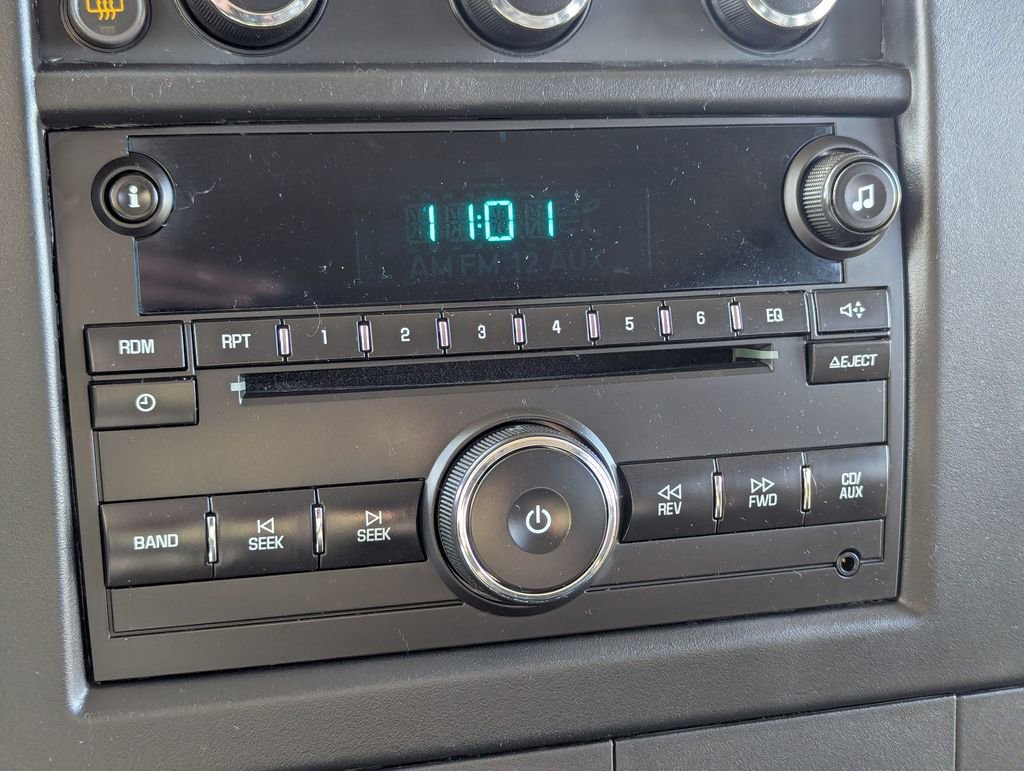 i
11:01
AM FM 12 AUX
RPT 1 2 3 4 5 6 EQ
RDM
EJECT
BAND
SEEK
SEEK
REV
FWD
CD/
AUX